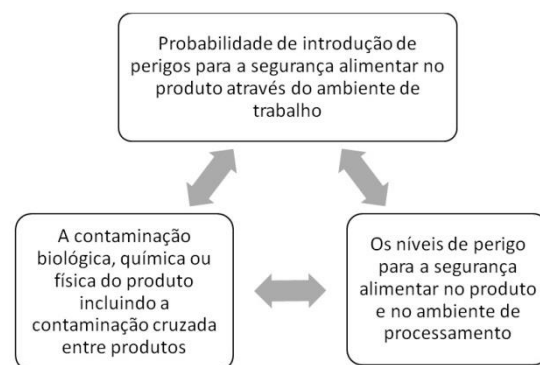 Probabilidade de introdução de
perigos para a segurança alimentar no
produto através do ambiente de
trabalho
A contaminação
biológica, química ou
física do produto
incluindo a
contaminação cruzada
entre produtos
Os níveis de perigo
para a segurança
alimentar no produto
e no ambiente de
processamento